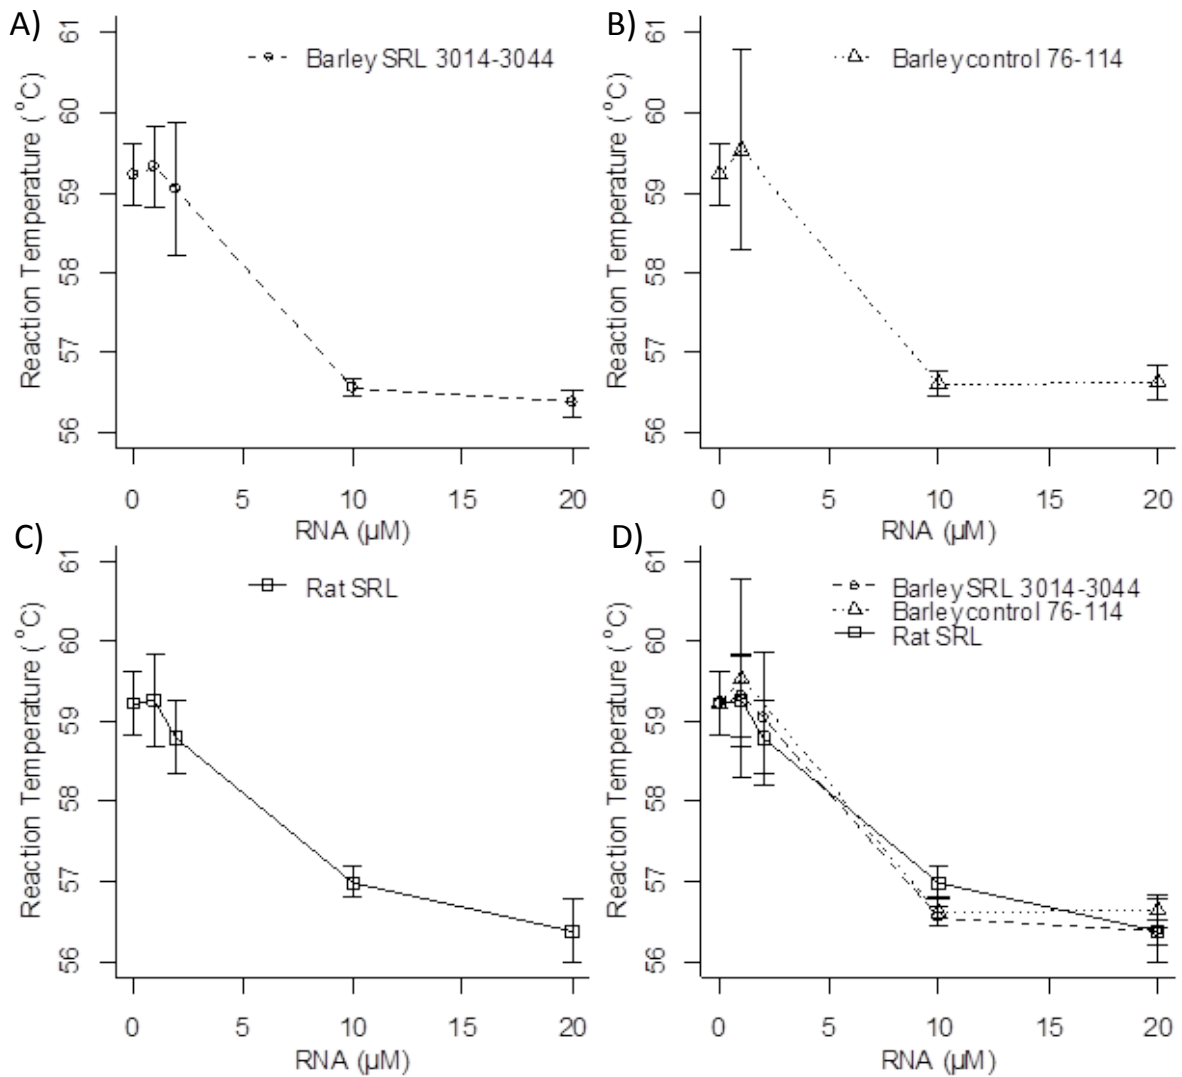 A)
Barley SRL 3014-3044
Reaction Temperature (°C)
61
60
59
58
57
56
0 5 10 15 20
RNA (µM)
B)
Barleycontrol 76-114
Reaction Temperature (°C)
61
60
59
58
57
56
0 5 10 15 20
RNA (µM)
C)
Rat SRL
Reaction Temperature (°C)
61
60
59
58
57
56
0 5 10 15 20
RNA (µM)
D)
Barley SRL 3014-3044
Barleycontrol 76-114
Rat SRL
Reaction Temperature (°C)
61
60
59
58
57
56
0 5 10 15 20
RNA (µM)